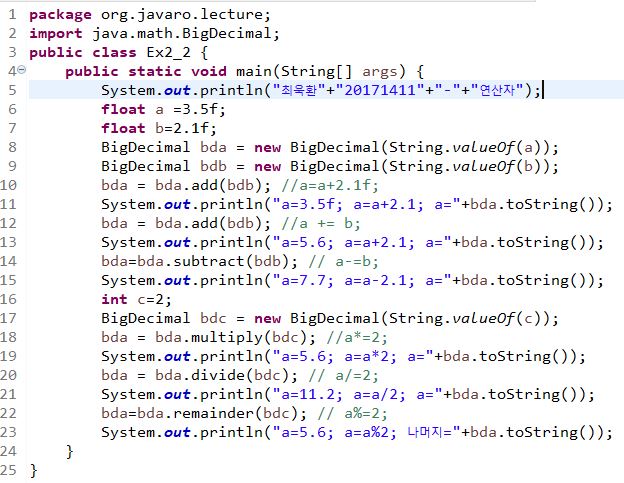 1 package org.javaro.lecture;
2 import java.math.BigDecimal;
3 public class Ex2_2 {
4 public static void main(String[] args) {
5 System.out.println("최욱환"+"20171411"+"-"+"연산자");
6 float a =3.5f;
7 float b=2.1f;
8 BigDecimal bda = new BigDecimal(String.valueOf(a));
9 BigDecimal bdb = new BigDecimal(String.valueOf(b));
10 bda = bda.add(bdb); //a=a+2.1f;
11 System.out.println("a=3.5f; a=a+2.1; a="+bda.toString());
12 bda = bda.add(bdb); //a += b;
13 System.out.println("a=5.6; a=a+2.1; a="+bda.toString());
14 bda=bda.subtract(bdb); // a-=b;
15 System.out.println("a=7.7; a=a-2.1; a="+bda.toString());
16 int c=2;
17 BigDecimal bdc = new BigDecimal(String.valueOf(c));
18 bda = bda.multiply(bdc); //a*=2;
19 System.out.println("a=5.6; a=a*2; a="+bda.toString());
20 bda = bda.divide(bdc); // a/=2;
21 System.out.println("a=11.2; a=a/2; a="+bda.toString());
22 bda=bda.remainder(bdc); // a%=2;
23 System.out.println("a=5.6; a=a%2; 나머지="+bda.toString());
24 }
25 }